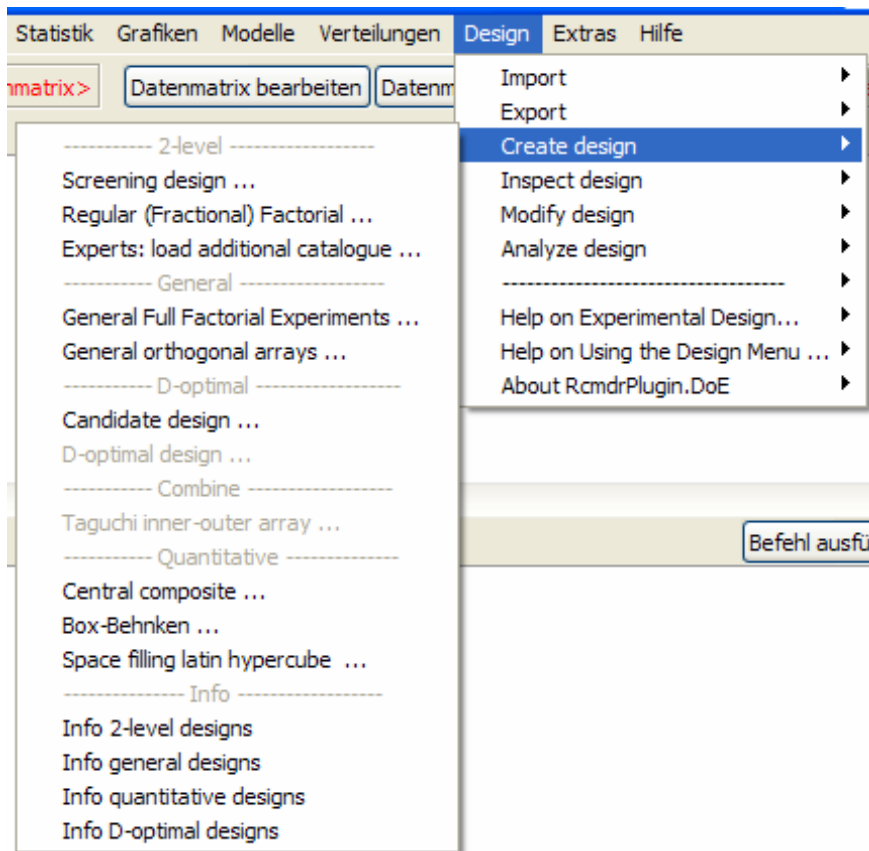 Statistik Grafiken Modelle Verteilungen Design Extras Hilfe
Datenmatrix bearbeiten
Import
Export
Create design
Inspect design
Modify design
Analyze design
-----------------------------------
Help on Experimental Design...
Help on Using the Design Menu ...
About RcmdrPlugin.DoE
----------- 2-level ------------------
Screening design ...
Regular (Fractional) Factorial ...
Experts: load additional catalogue ...
----------- General ------------------
General Full Factorial Experiments ...
General orthogonal arrays ...
----------- D-optimal ------------------
Candidate design ...
D-optimal design ...
----------- Combine ------------------
Taguchi inner-outer array ...
----------- Quantitative --------------
Central composite ...
Box-Behnken ...
Space filling latin hypercube ...
--------------- Info ------------------
Info 2-level designs
Info general designs
Info quantitative designs
Info D-optimal designs
Befehl